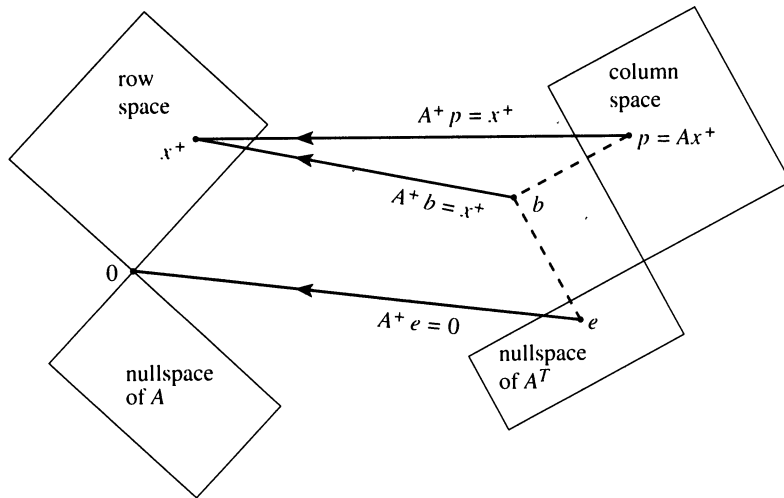 row
space
column
space
A⁺ p = x⁺
x⁺
p = Ax⁺
A⁺ b = x⁺
b
0
A⁺ e = 0
e
nullspace
of A
nullspace
of Aᵀ